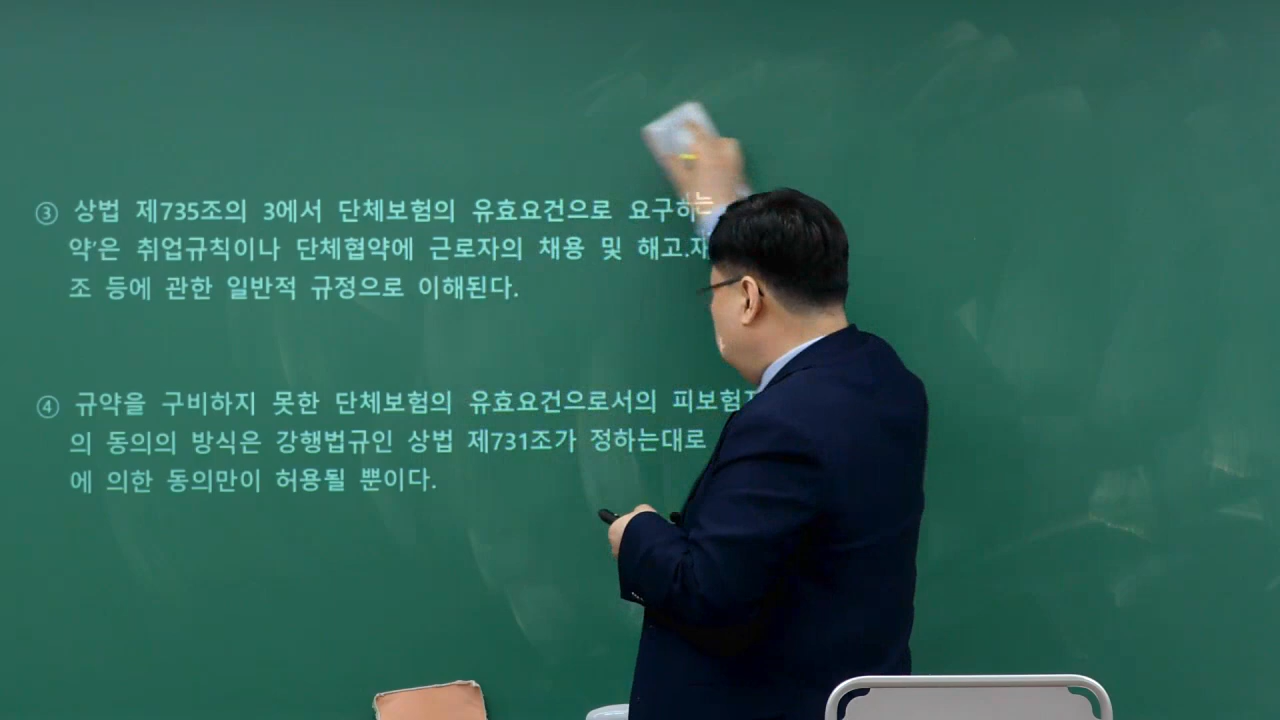 ③ 상법 제735조의 3에서 단체보험의 유효요건으로 요구하는
약'은 취업규칙이나 단체협약에 근로자의 채용 및 해고.재
조 등에 관한 일반적 규정으로 이해된다.
④ 규약을 구비하지 못한 단체보험의 유효요건으로서의 피보험자
의 동의의 방식은 강행법규인 상법 제731조가 정하는대로
에 의한 동의만이 허용될 뿐이다.